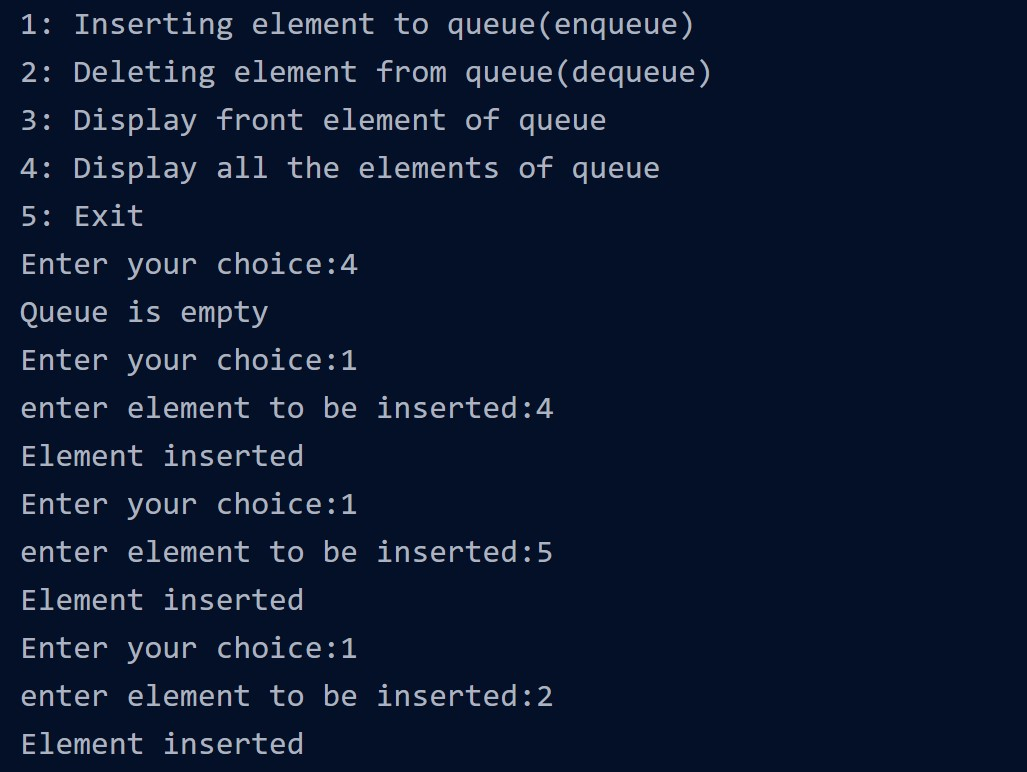 1: Inserting element to queue(enqueue)
2: Deleting element from queue(dequeue)
3: Display front element of queue
4: Display all the elements of queue
5: Exit
Enter your choice:4
Queue is empty
Enter your choice:1
enter element to be inserted:4
Element inserted
Enter your choice:1
enter element to be inserted:5
Element inserted
Enter your choice:1
enter element to be inserted:2
Element inserted